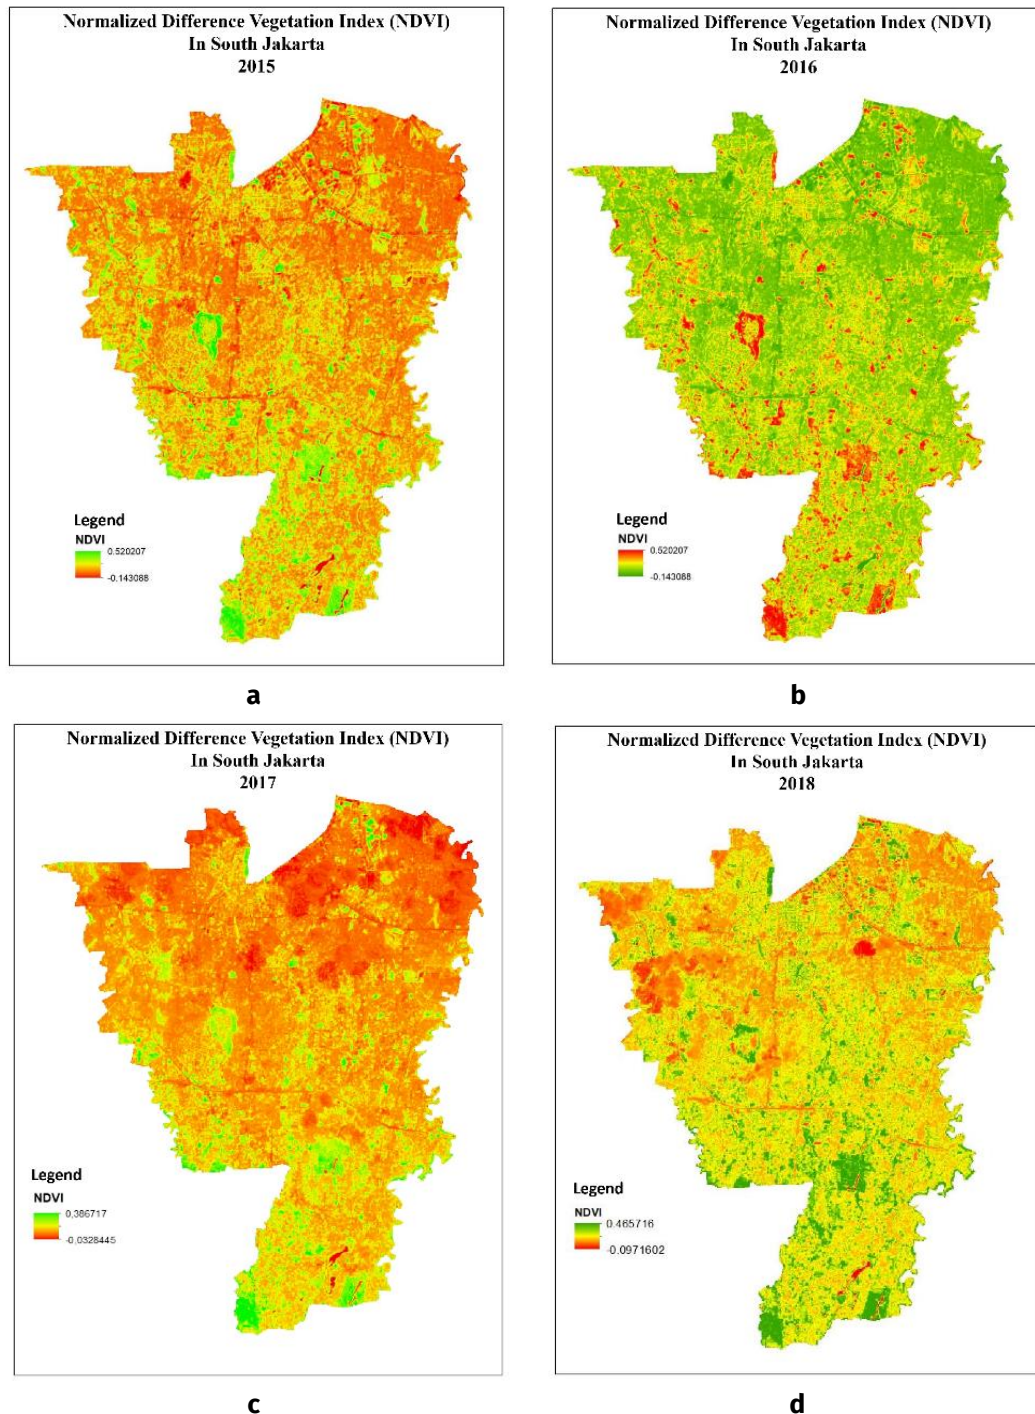 Normalized Difference Vegetation Index (NDVI)
In South Jakarta
2015
Legend
NDVI
0.520207
-0.143088
a
Normalized Difference Vegetation Index (NDVI)
In South Jakarta
2016
Legend
NDVI
0.520207
-0.143088
b
Normalized Difference Vegetation Index (NDVI)
In South Jakarta
2017
Legend
NDVI
0,386717
-0.0328445
c
Normalized Difference Vegetation Index (NDVI)
In South Jakarta
2018
Legend
NDVI
0.465716
-0.0971602
d